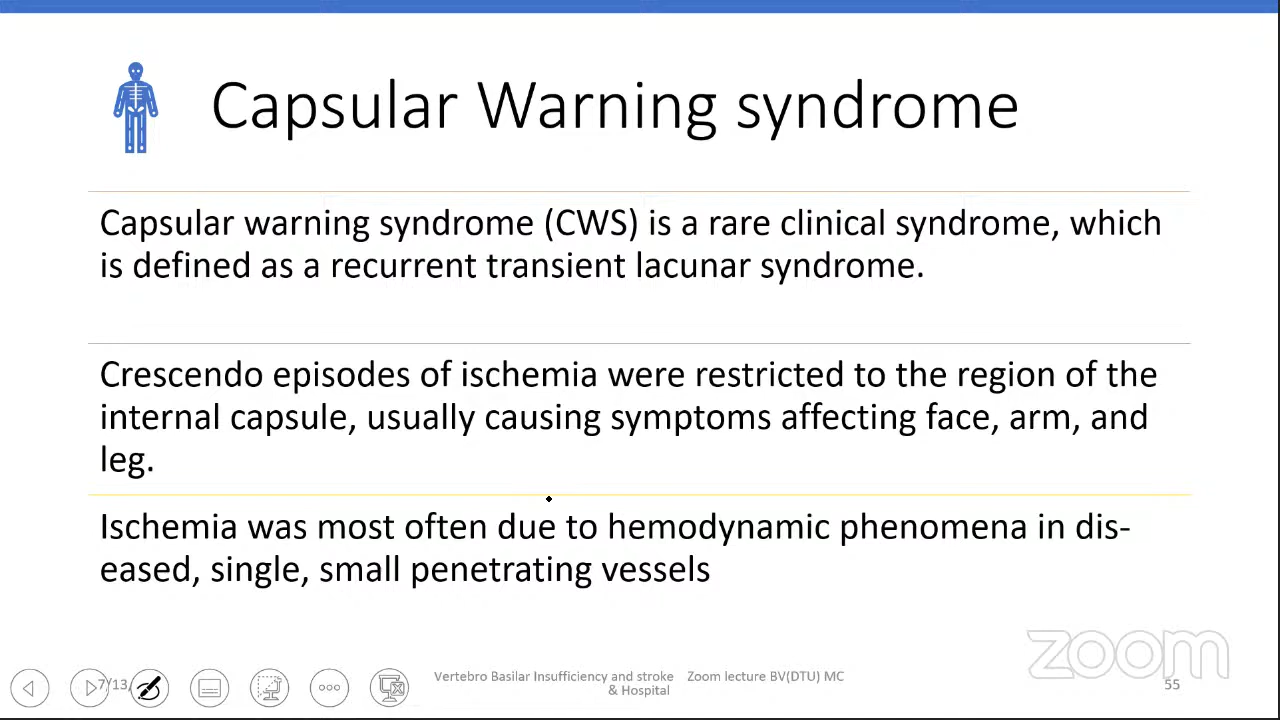 Capsular Warning syndrome
Capsular warning syndrome (CWS) is a rare clinical syndrome, which
is defined as a recurrent transient lacunar syndrome.
Crescendo episodes of ischemia were restricted to the region of the
internal capsule, usually causing symptoms affecting face, arm, and
leg.
Ischemia was most often due to hemodynamic phenomena in dis-
eased, single, small penetrating vessels
zoom
7/13,
Vertebro Basilar Insufficiency and stroke Zoom lecture BV(DTU) MC
& Hospital
55